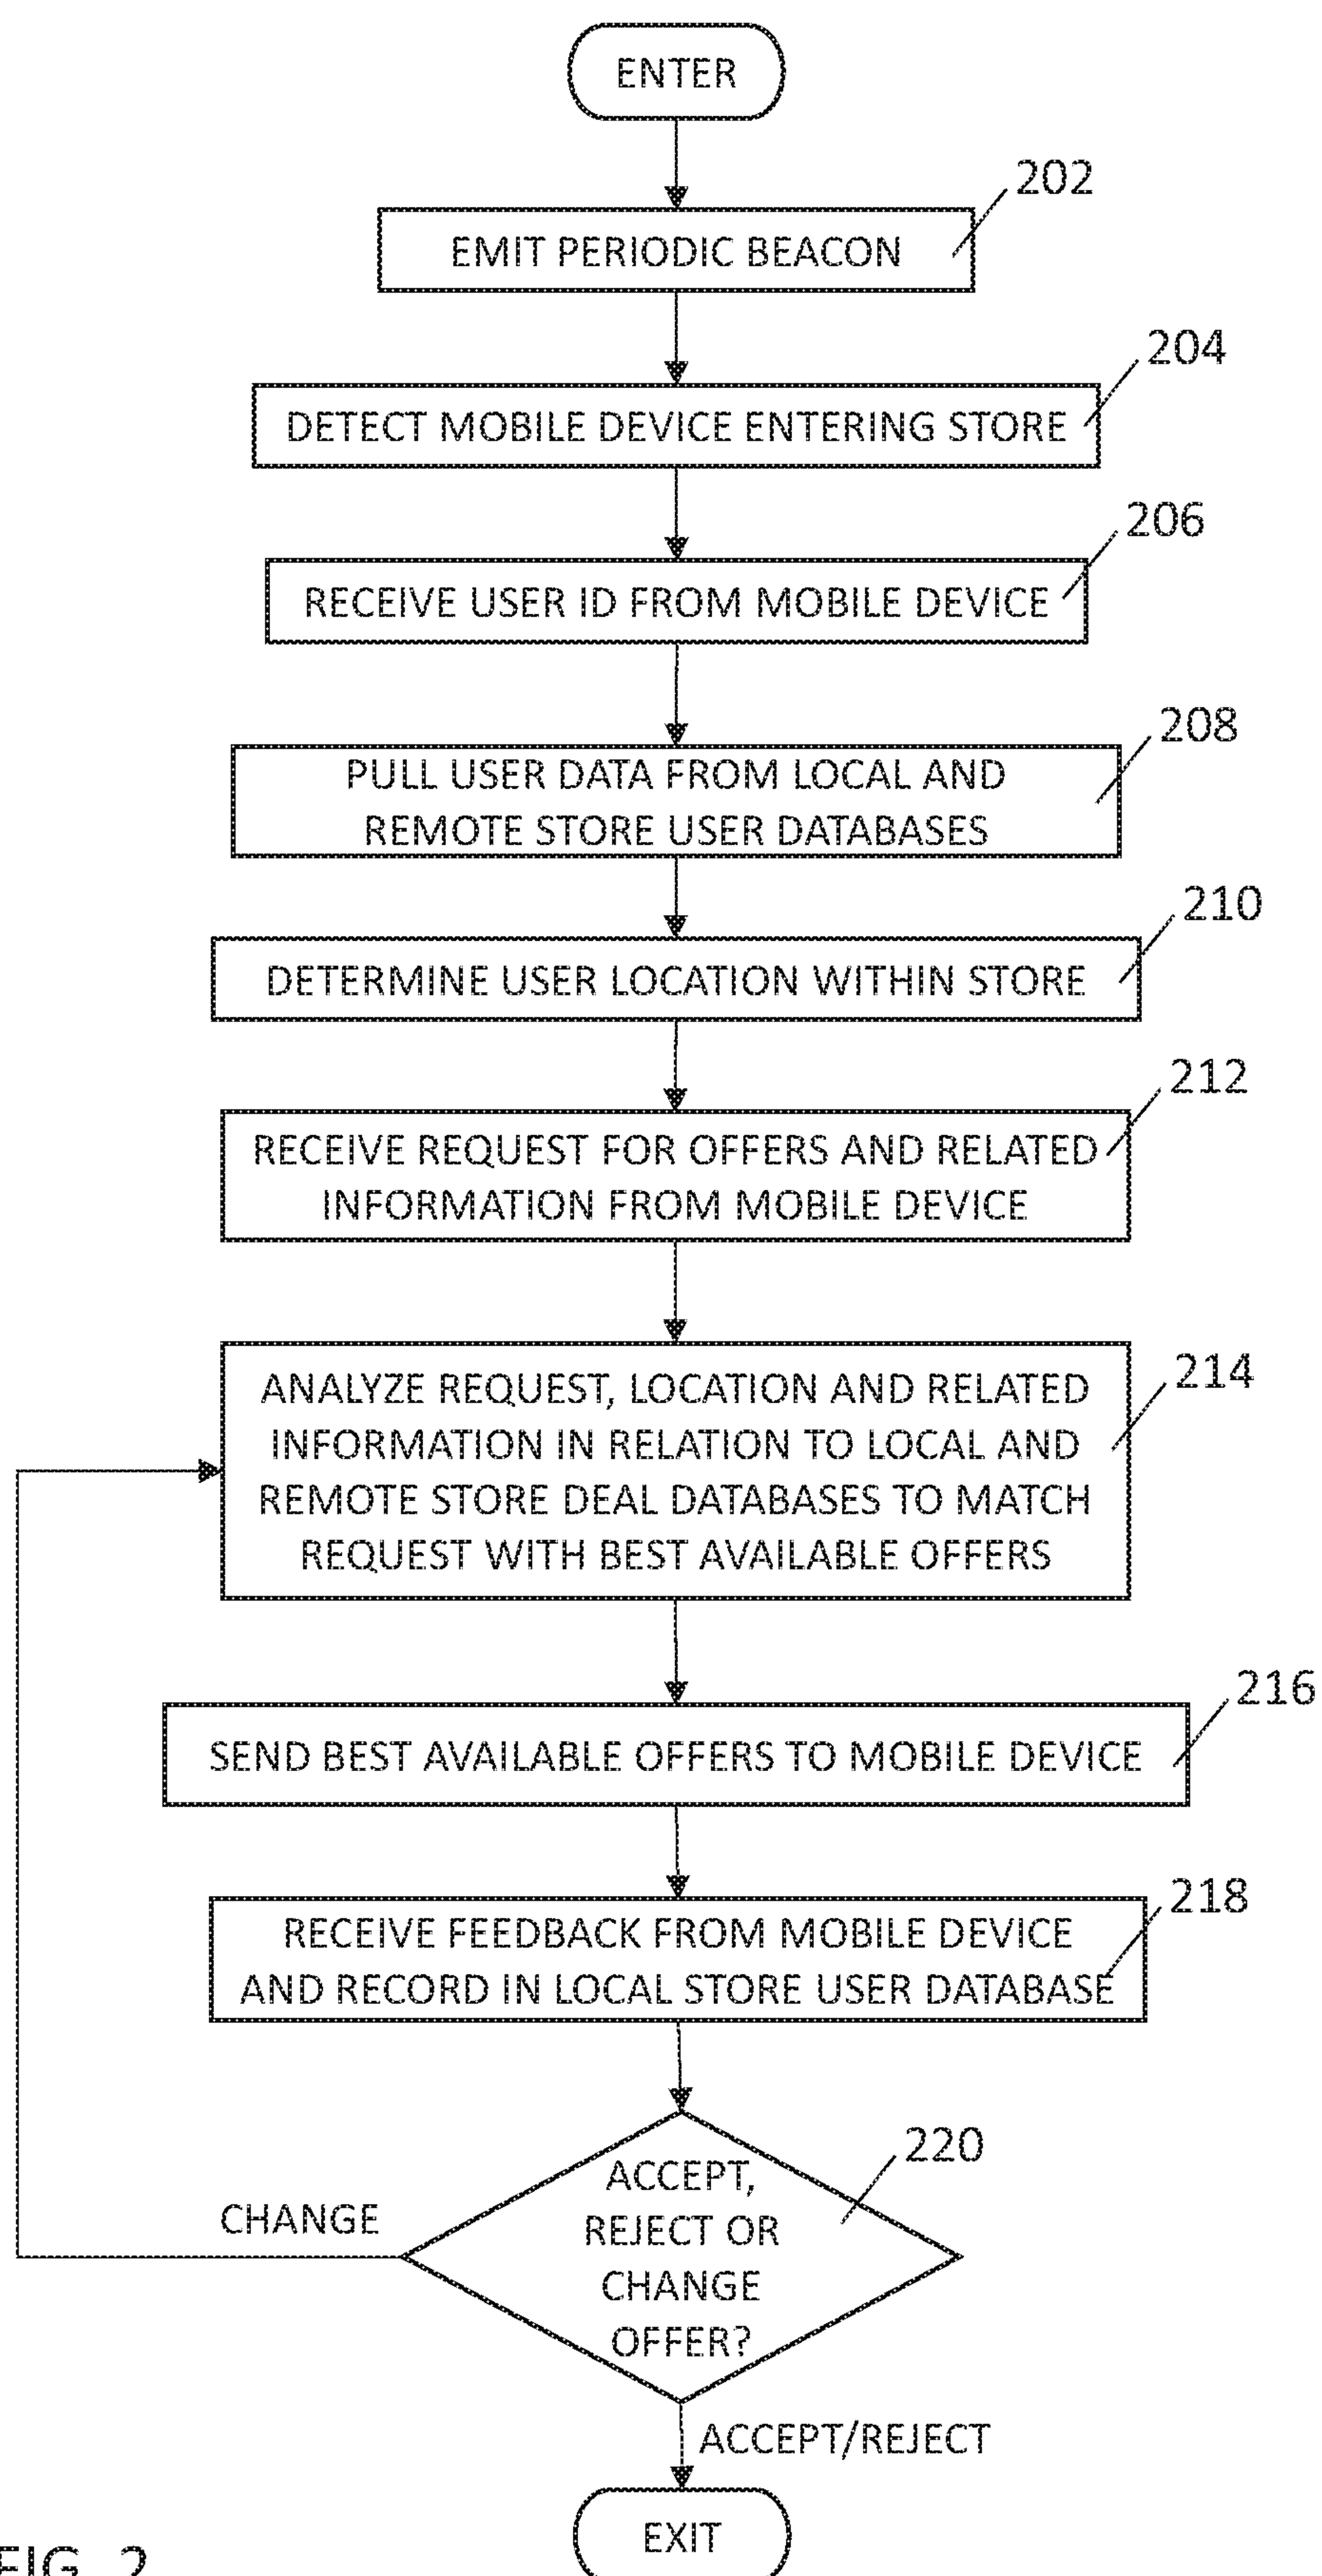 ENTER
202
EMIT PERIODIC BEACON
204
DETECT MOBILE DEVICE ENTERING STORE
206
RECEIVE USER ID FROM MOBILE DEVICE
208
PULL USER DATA FROM LOCAL AND
REMOTE STORE USER DATABASES
210
DETERMINE USER LOCATION WITHIN STORE
212
RECEIVE REQUEST FOR OFFERS AND RELATED
INFORMATION FROM MOBILE DEVICE
214
ANALYZE REQUEST, LOCATION AND RELATED
INFORMATION IN RELATION TO LOCAL AND
REMOTE STORE DEAL DATABASES TO MATCH
REQUEST WITH BEST AVAILABLE OFFERS
216
SEND BEST AVAILABLE OFFERS TO MOBILE DEVICE
218
RECEIVE FEEDBACK FROM MOBILE DEVICE
AND RECORD IN LOCAL STORE USER DATABASE
220
ACCEPT,
REJECT OR
CHANGE
OFFER?
CHANGE
ACCEPT/REJECT
EXIT
FIG. 2